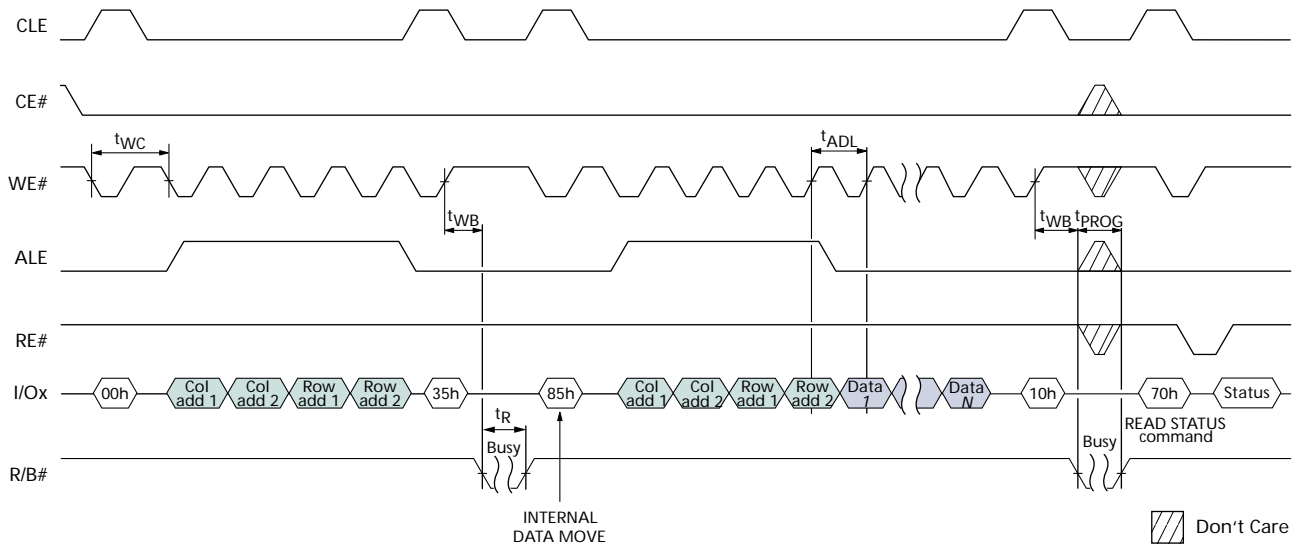 CLE
CE#
tWC
tADL
WE#
tWB
tWB
tPROG
ALE
RE#
I/Ox
00h
Col add 1
Col add 2
Row add 1
Row add 2
35h
85h
Col add 1
Col add 2
Row add 1
Row add 2
Data 1
Data N
10h
70h
Status
READ STATUS
command
tR
Busy
Busy
R/B#
INTERNAL
DATA MOVE
Don't Care